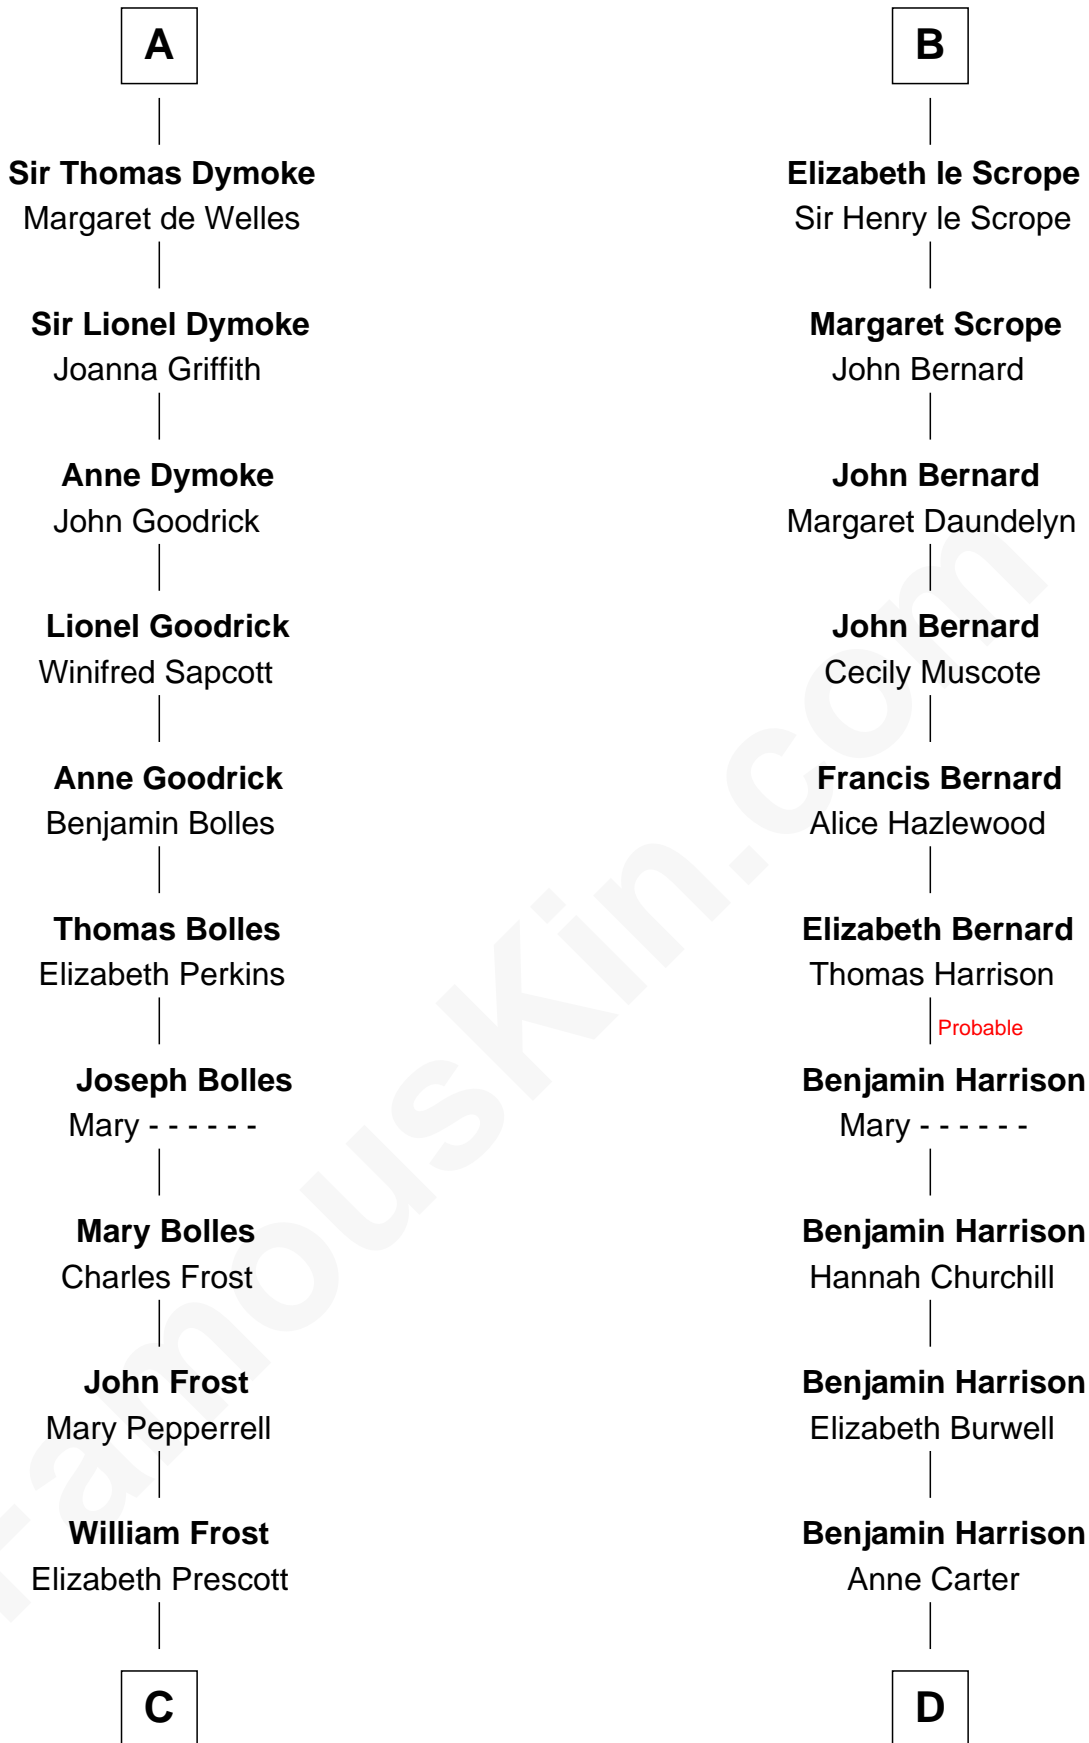 A
Sir Thomas Dymoke
Margaret de Welles
Sir Lionel Dymoke
Joanna Griffith
Anne Dymoke
John Goodrick
Lionel Goodrick
Winifred Sapcott
Anne Goodrick
Benjamin Bolles
Thomas Bolles
Elizabeth Perkins
Joseph Bolles
Mary - - - - - -
Mary Bolles
Charles Frost
John Frost
Mary Pepperrell
William Frost
Elizabeth Prescott
C
B
Elizabeth le Scrope
Sir Henry le Scrope
Margaret Scrope
John Bernard
John Bernard
Margaret Daundelyn
John Bernard
Cecily Muscote
Francis Bernard
Alice Hazlewood
Elizabeth Bernard
Thomas Harrison
Probable
Benjamin Harrison
Mary - - - - - -
Benjamin Harrison
Hannah Churchill
Benjamin Harrison
Elizabeth Burwell
Benjamin Harrison
Anne Carter
D
FamousKin.com